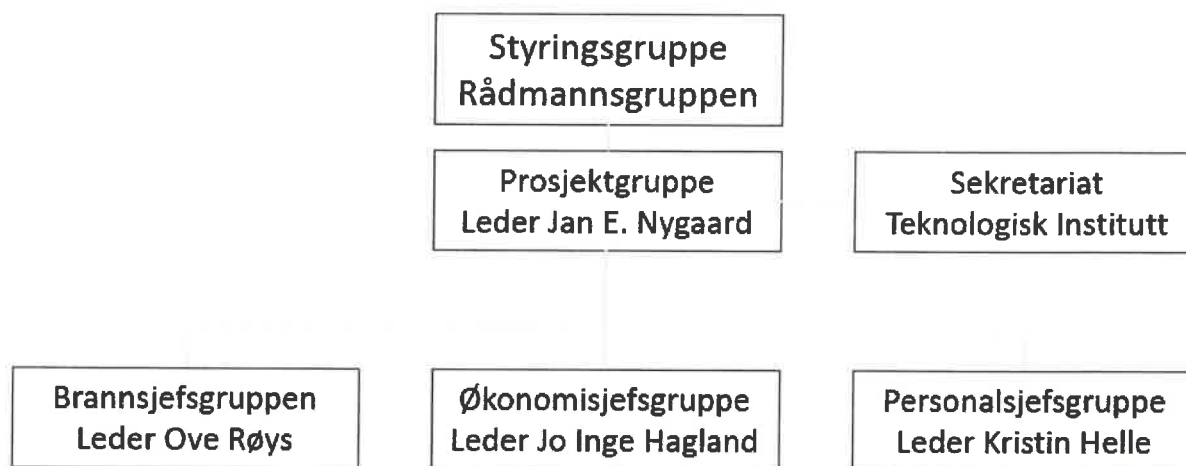 Styringsgruppe
Rådmannsgruppen
Prosjektgruppe
Leder Jan E. Nygaard
Sekretariat
Teknologisk Institutt
Brannsjefsgruppen
Leder Ove Røys
Økonomisjefsgruppe
Leder Jo Inge Hagland
Personalsjefsgruppe
Leder Kristin Helle